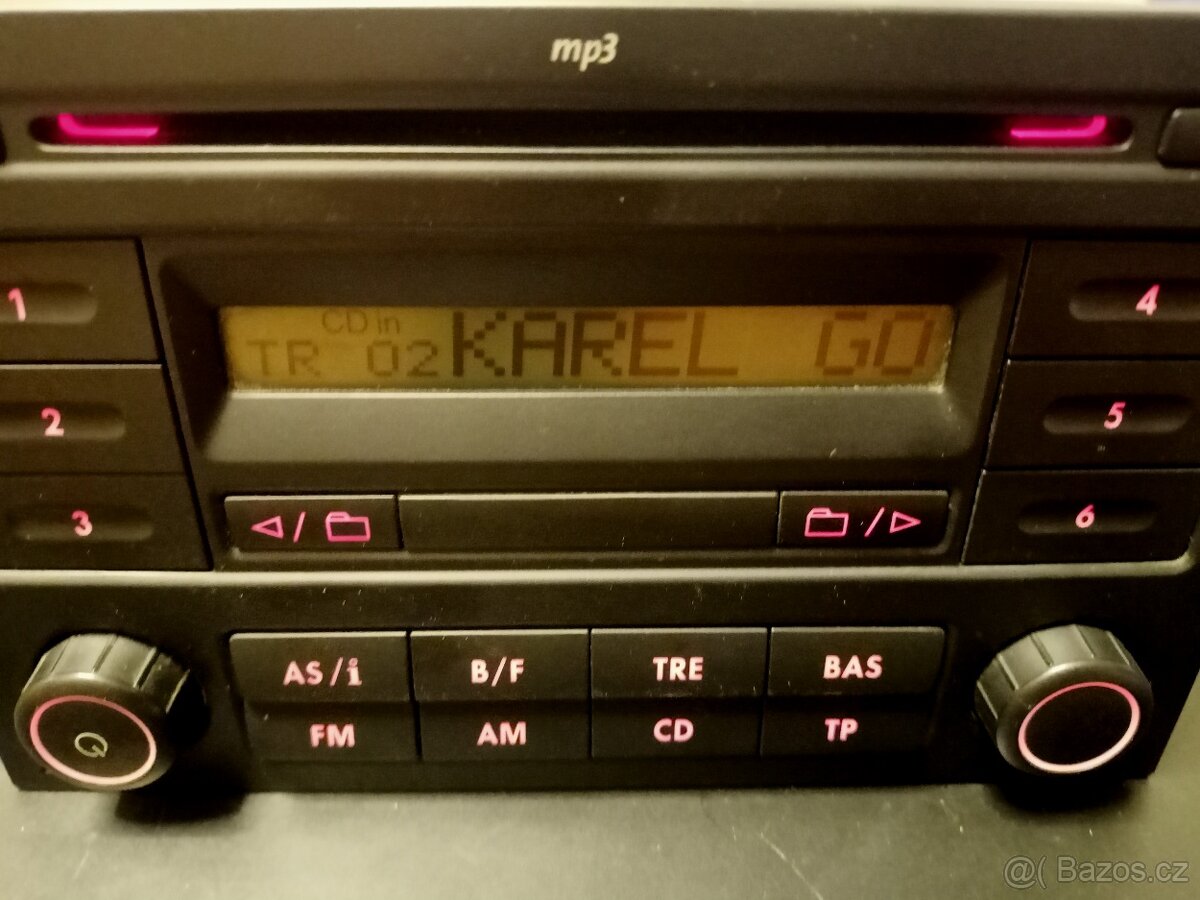 mp3
1
4
CD in
TR 02 KAREL GO
2
5
3
6
AS/i B/F TRE BAS
FM AM CD TP
@( Bazos.cz